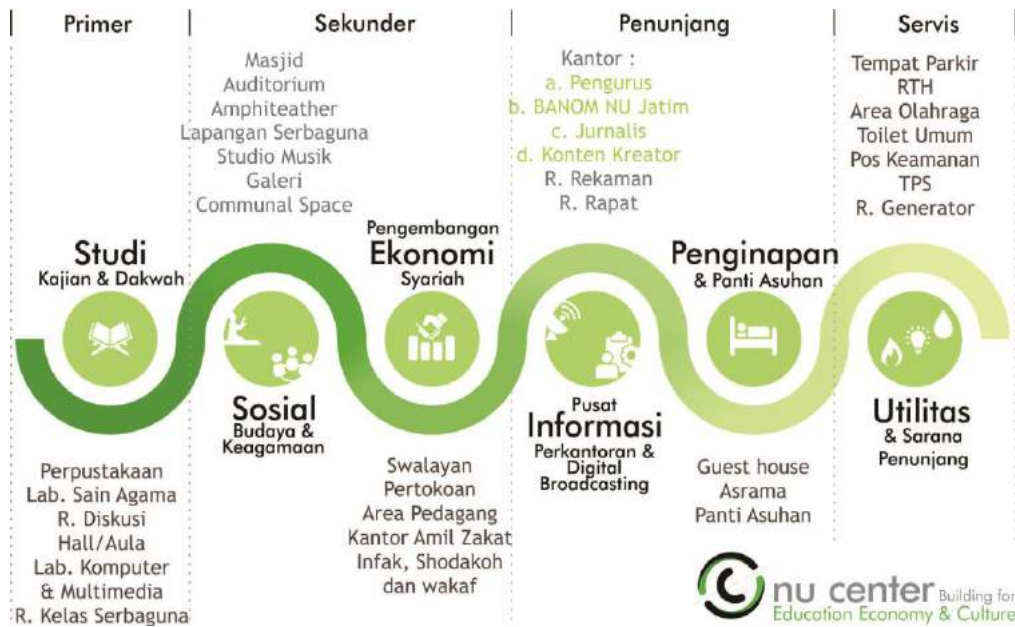 Primer
Sekunder
Penunjang
Servis
Masjid
Auditorium
Amphiteather
Lapangan Serbaguna
Studio Musik
Galeri
Communal Space
Kantor :
a. Pengurus
b. BANOM NU Jatim
c. Jurnalis
d. Konten Kreator
R. Rekaman
R. Rapat
Tempat Parkir
RTH
Area Olahraga
Toilet Umum
Pos Keamanan
TPS
R. Generator
Studi
Kajian & Dakwah
Pengembangan
Ekonomi
Syariah
Penginapan
& Panti Asuhan
Sosial
Budaya &
Keagamaan
Pusat
Informasi
Perkantoran &
Digital
Broadcasting
Utilitas
& Sarana
Penunjang
Perpustakaan
Lab. Sain Agama
R. Diskusi
Hall/Aula
Lab. Komputer
& Multimedia
R. Kelas Serbaguna
Swalayan
Pertokoan
Area Pedagang
Kantor Amil Zakat
Infak, Shodakoh
dan wakaf
Guest house
Asrama
Panti Asuhan
nu center Building for
Education Economy & Culture